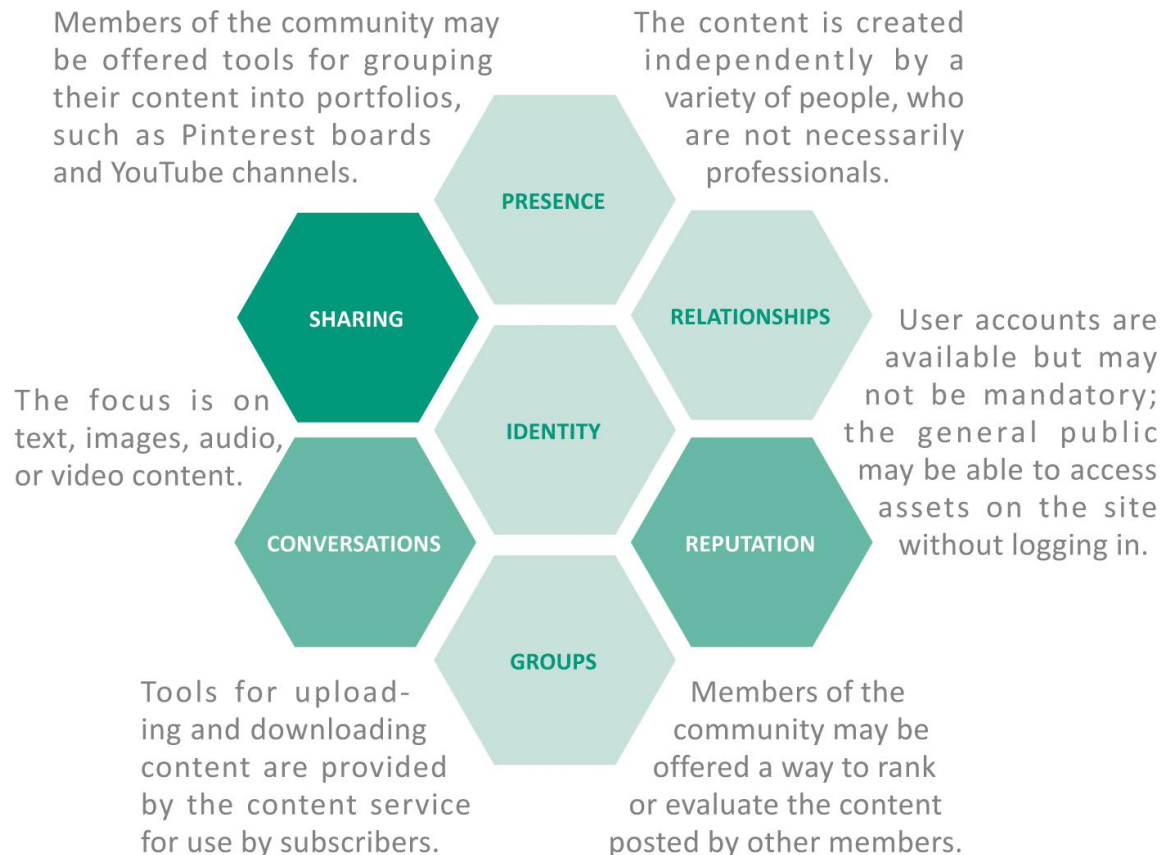 Members of the community may
be offered tools for grouping
their content into portfolios,
such as Pinterest boards
and YouTube channels.
The content is created
independently by a
variety of people, who
are not necessarily
professionals.
PRESENCE
SHARING
RELATIONSHIPS
User accounts are
available but may
not be mandatory;
the general public
may be able to access
assets on the site
without logging in.
The focus is on
text, images, audio,
or video content.
IDENTITY
CONVERSATIONS
REPUTATION
GROUPS
Tools for upload-
ing and downloading
content are provided
by the content service
for use by subscribers.
Members of the
community may be
offered a way to rank
or evaluate the content
posted by other members.